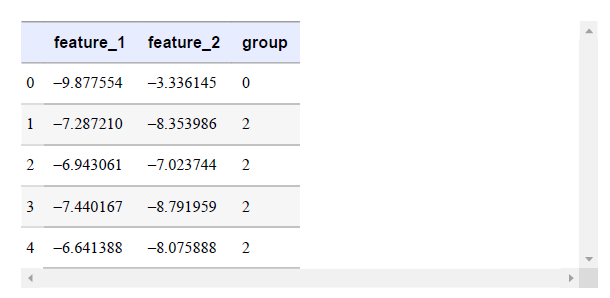 feature_1 feature_2 group
0 –9.877554 –3.336145 0
1 –7.287210 –8.353986 2
2 –6.943061 –7.023744 2
3 –7.440167 –8.791959 2
4 –6.641388 –8.075888 2